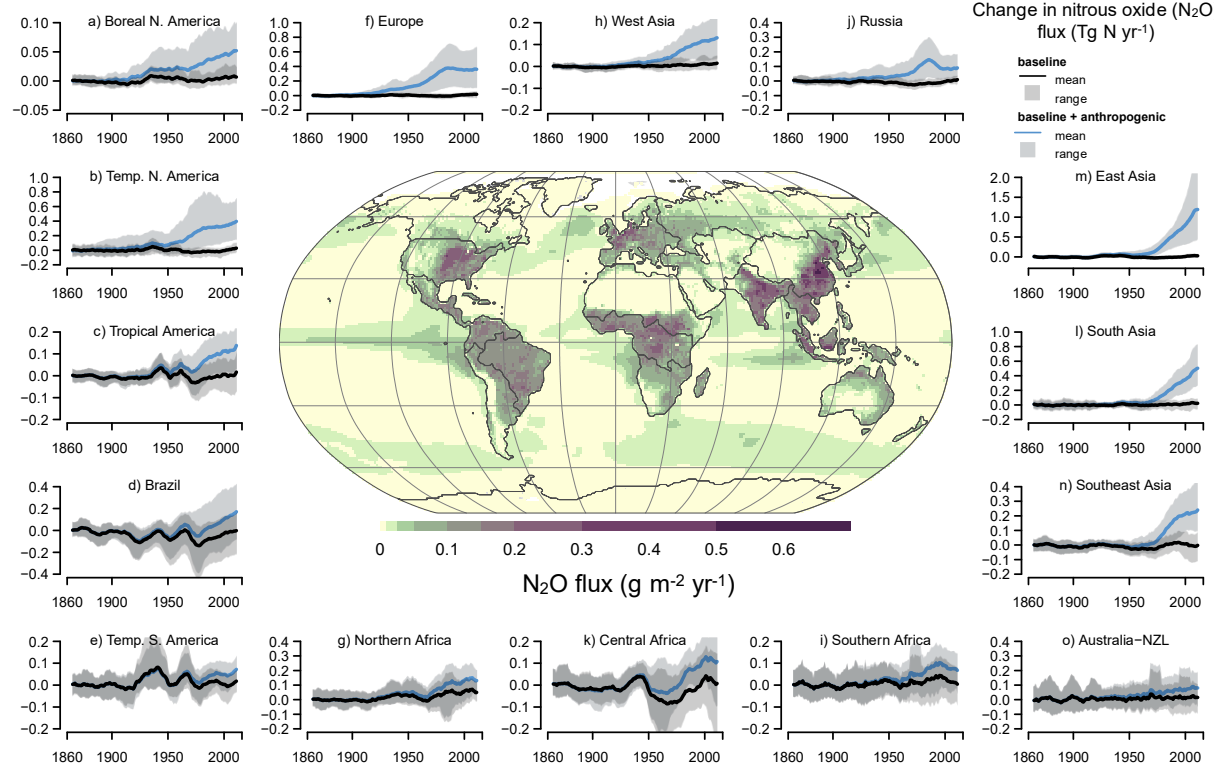 a) Boreal N. America
0.10
0.05
0.00
−0.05
1860 1900 1950 2000
f) Europe
1.0
0.8
0.6
0.4
0.2
0.0
−0.2
1860 1900 1950 2000
h) West Asia
0.2
0.1
0.0
−0.1
−0.2
1860 1900 1950 2000
j) Russia
0.4
0.3
0.2
0.1
0.0
−0.1
−0.2
1860 1900 1950 2000
Change in nitrous oxide (N2O
flux (Tg N yr-1)
baseline
mean
range
baseline + anthropogenic
mean
range
b) Temp. N. America
1.0
0.8
0.6
0.4
0.2
0.0
−0.2
1860 1900 1950 2000
m) East Asia
2.0
1.5
1.0
0.5
0.0
1860 1900 1950 2000
c) Tropical America
0.2
0.1
0.0
−0.1
−0.2
1860 1900 1950 2000
l) South Asia
1.0
0.8
0.6
0.4
0.2
0.0
−0.2
1860 1900 1950 2000
d) Brazil
0.4
0.2
0.0
−0.2
−0.4
1860 1900 1950 2000
0 0.1 0.2 0.3 0.4 0.5 0.6
N2O flux (g m-2 yr-1)
n) Southeast Asia
0.4
0.3
0.2
0.1
0.0
−0.1
−0.2
1860 1900 1950 2000
e) Temp. S. America
0.2
0.1
0.0
−0.1
−0.2
1860 1900 1950 2000
g) Northern Africa
0.4
0.3
0.2
0.1
0.0
−0.1
−0.2
1860 1900 1950 2000
k) Central Africa
0.2
0.1
0.0
−0.1
−0.2
1860 1900 1950 2000
i) Southern Africa
0.2
0.1
0.0
−0.1
−0.2
1860 1900 1950 2000
o) Australia−NZL
0.4
0.3
0.2
0.1
0.0
−0.1
−0.2
1860 1900 1950 2000